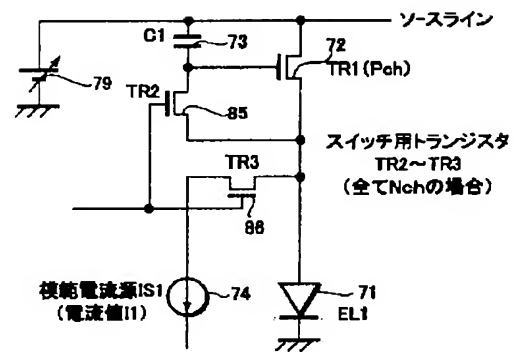 ソースライン
C1
73
72
TR1(Pch)
79
TR2
85
スイッチ用トランジスタ
TR2～TR3
(全てNchの場合)
TR3
86
模範電流源IS1
(電流値I1)
74
71
EL1